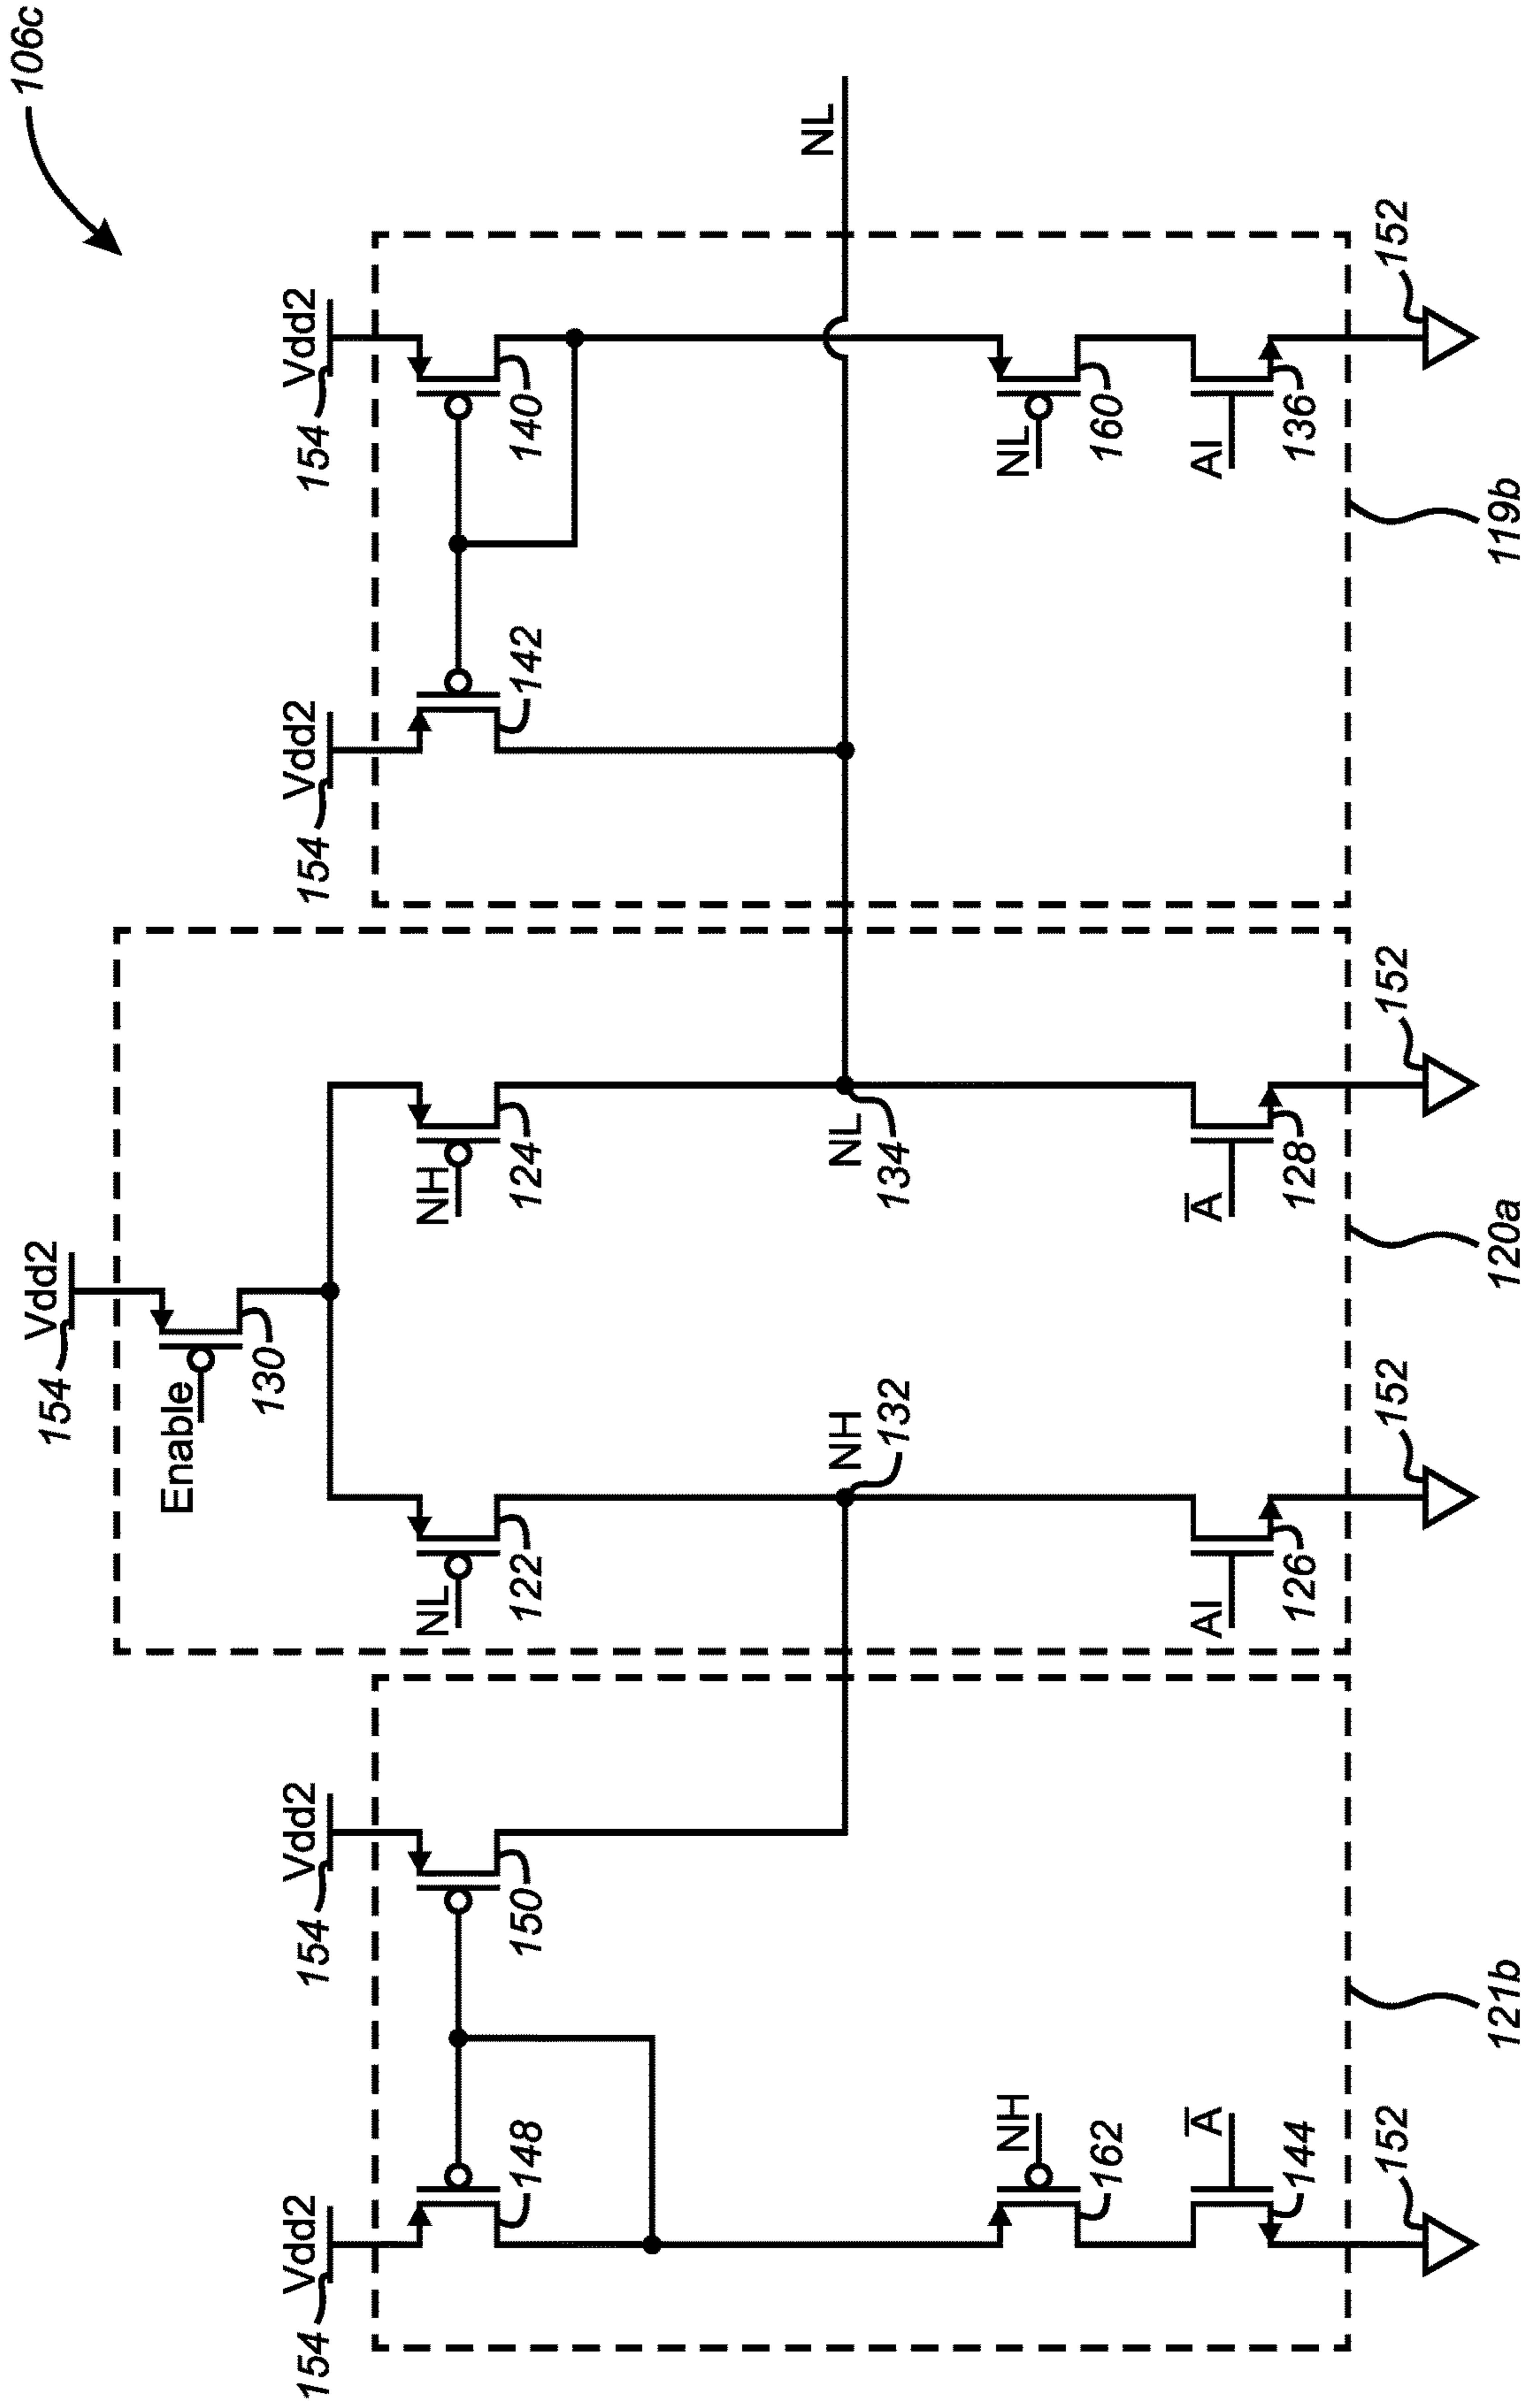 106c
Vdd2
154
Enable
130
Vdd2
Vdd2
Vdd2
Vdd2
154
154
154
154
NL
NH
148
150
122
124
142
140
NL
NH
NL
132
134
NH
NL
162
160
A̅
AI
A̅
AI
144
126
128
136
152
152
152
152
121b
120a
119b